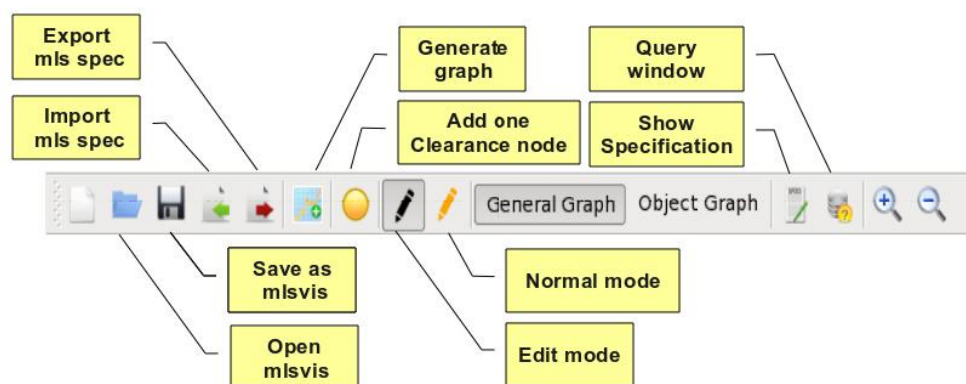 Export
mls spec
Generate
graph
Query
window
Import
mls spec
Add one
Clearance node
Show
Specification
General Graph
Object Graph
Save as
mlsvis
Normal mode
Open
mlsvis
Edit mode